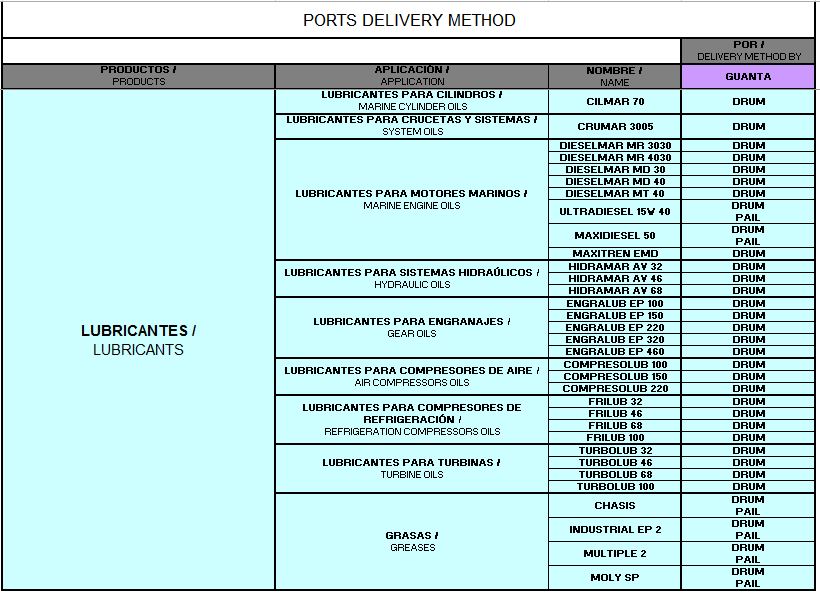 PORTS DELIVERY METHOD
POR /
DELIVERY METHOD BY
PRODUCTOS /
PRODUCTS
APLICACIÓN /
APPLICATION
NOMBRE /
NAME
GUANTA
LUBRICANTES /
LUBRICANTS
LUBRICANTES PARA CILINDROS /
MARINE CYLINDER OILS
CILMAR 70
DRUM
LUBRICANTES PARA CRUCETAS Y SISTEMAS /
SYSTEM OILS
CRUMAR 3005
DRUM
LUBRICANTES PARA MOTORES MARINOS /
MARINE ENGINE OILS
DIESELMAR MR 3030 DRUM
DIESELMAR MR 4030 DRUM
DIESELMAR MD 30 DRUM
DIESELMAR MD 40 DRUM
DIESELMAR MT 40 DRUM
ULTRADIESEL 15W 40
DRUM
PAIL
MAXIDIESEL 50
DRUM
PAIL
MAXITREN EMD DRUM
LUBRICANTES PARA SISTEMAS HIDRAÚLICOS /
HYDRAULIC OILS
HIDRAMAR AV 32 DRUM
HIDRAMAR AV 46 DRUM
HIDRAMAR AV 68 DRUM
LUBRICANTES PARA ENGRANAJES /
GEAR OILS
ENGRALUB EP 100 DRUM
ENGRALUB EP 150 DRUM
ENGRALUB EP 220 DRUM
ENGRALUB EP 320 DRUM
ENGRALUB EP 460 DRUM
LUBRICANTES PARA COMPRESORES DE AIRE /
AIR COMPRESSORS OILS
COMPRESOLUB 100 DRUM
COMPRESOLUB 150 DRUM
COMPRESOLUB 220 DRUM
LUBRICANTES PARA COMPRESORES DE
REFRIGERACIÓN /
REFRIGERATION COMPRESSORS OILS
FRILUB 32 DRUM
FRILUB 46 DRUM
FRILUB 68 DRUM
FRILUB 100 DRUM
LUBRICANTES PARA TURBINAS /
TURBINE OILS
TURBOLUB 32 DRUM
TURBOLUB 46 DRUM
TURBOLUB 68 DRUM
TURBOLUB 100 DRUM
GRASAS /
GREASES
CHASIS
DRUM
PAIL
INDUSTRIAL EP 2
DRUM
PAIL
MULTIPLE 2
DRUM
PAIL
MOLY SP
DRUM
PAIL